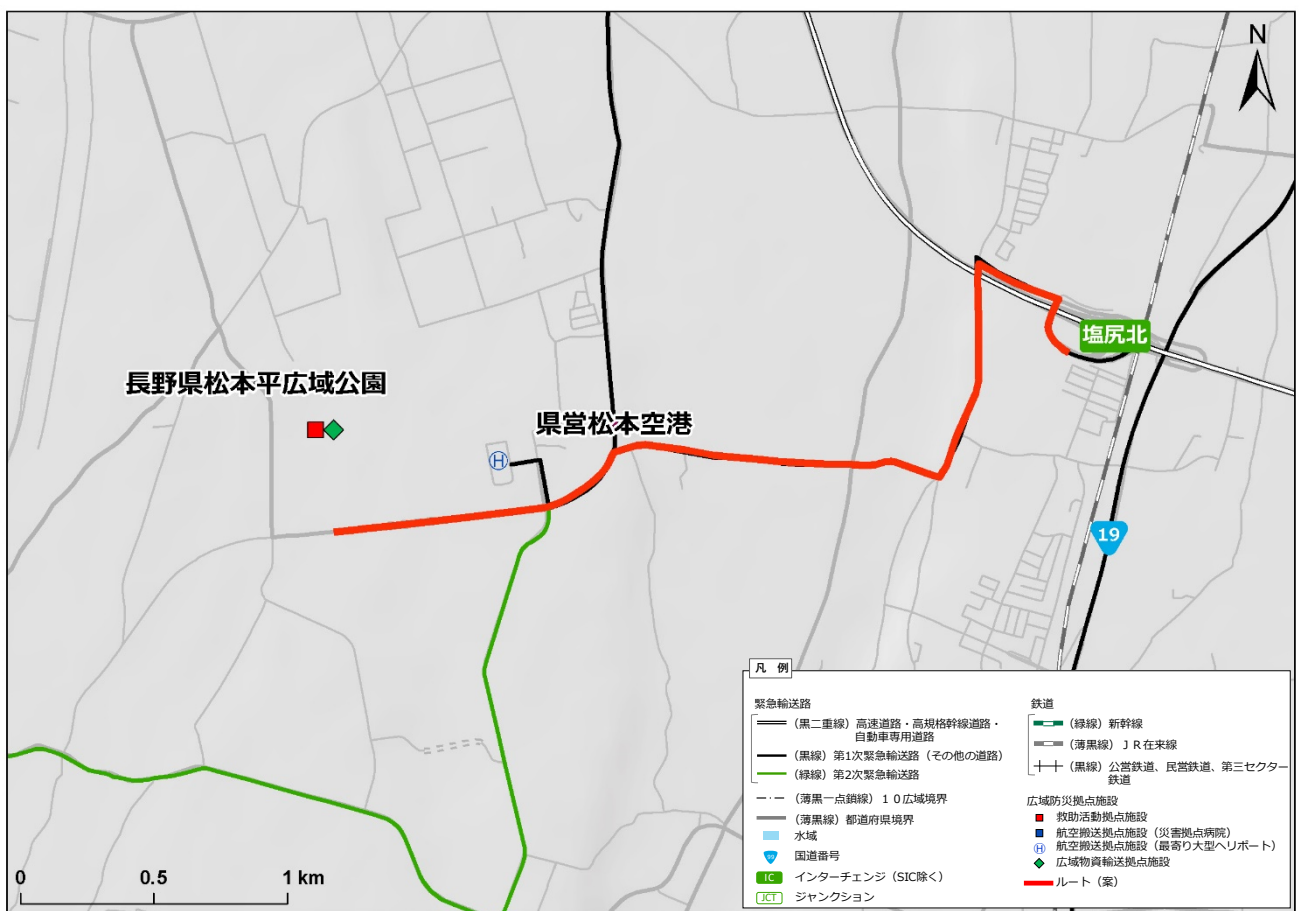 N
塩尻北
長野県松本平広域公園
県営松本空港
H
19
凡 例
緊急輸送路
(黒二重線)高速道路・高規格幹線道路・
自動車専用道路
(黒線)第1次緊急輸送路(その他の道路)
(緑線)第2次緊急輸送路
(薄黒一点鎖線)10広域境界
(薄黒線)都道府県境界
水域
国道番号
IC インターチェンジ(SIC除く)
JCT ジャンクション
鉄道
(緑線)新幹線
(薄黒線)JR在来線
(黒線)公営鉄道、民営鉄道、第三セクター
鉄道
広域防災拠点施設
救助活動拠点施設
航空搬送拠点施設(災害拠点病院)
H 航空搬送拠点施設(最寄り大型ヘリポート)
広域物資輸送拠点施設
ルート(案)
0 0.5 1 km